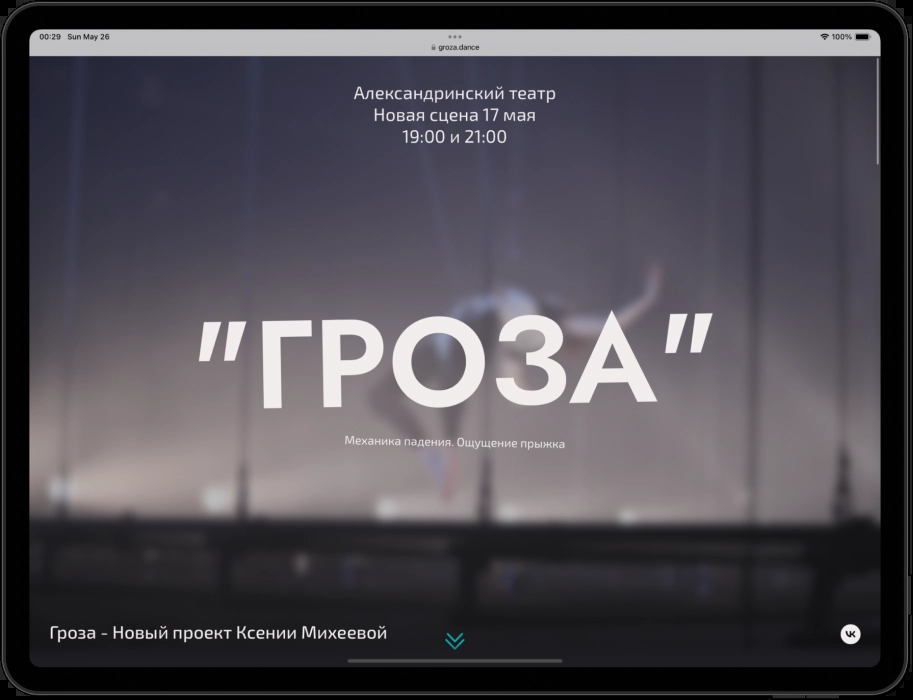 00:29 Sun May 26
100%
groza.dance
Александринский театр
Новая сцена 17 мая
19:00 и 21:00
"ГРОЗА"
Механика падения. Ощущение прыжка
Гроза - Новый проект Ксении Михеевой
VK